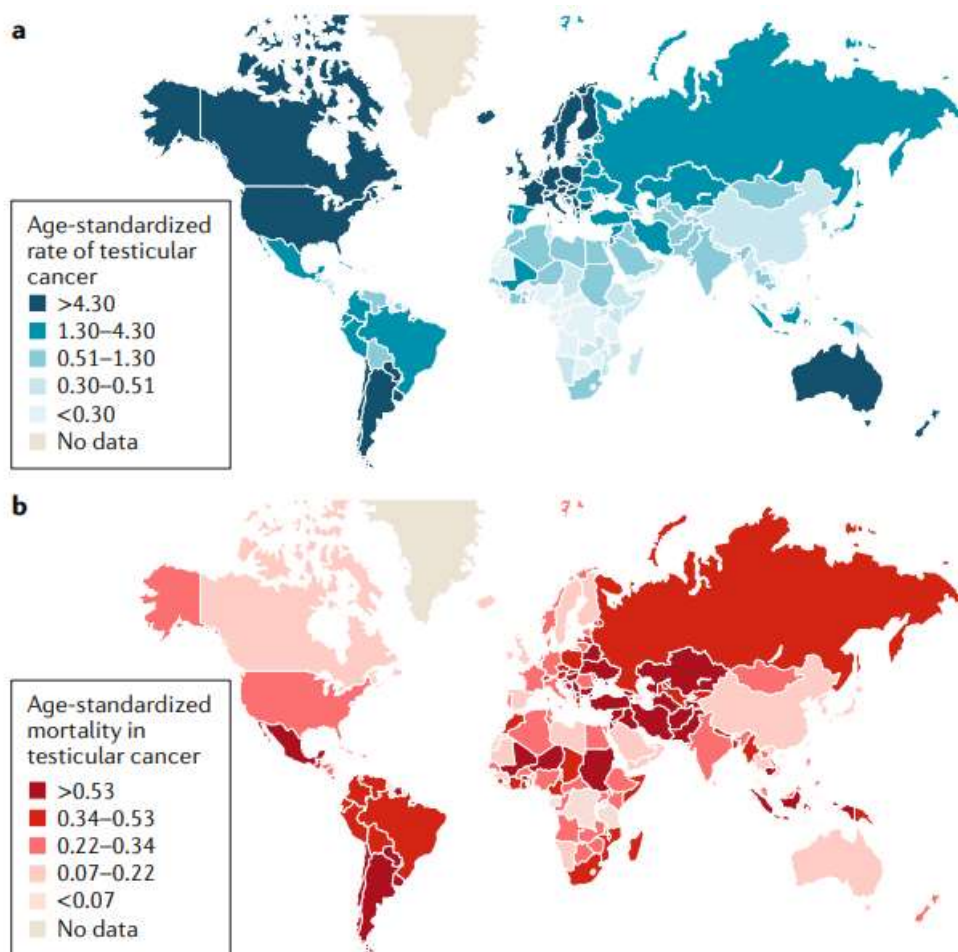 a
Age-standardized
rate of testicular
cancer
>4.30
1.30–4.30
0.51–1.30
0.30–0.51
<0.30
No data
b
Age-standardized
mortality in
testicular cancer
>0.53
0.34–0.53
0.22–0.34
0.07–0.22
<0.07
No data